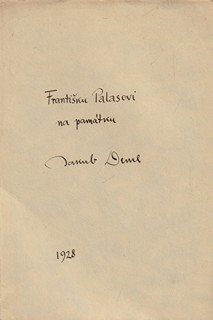 Františku Palasovi
na památku
Jakub Deml
1928